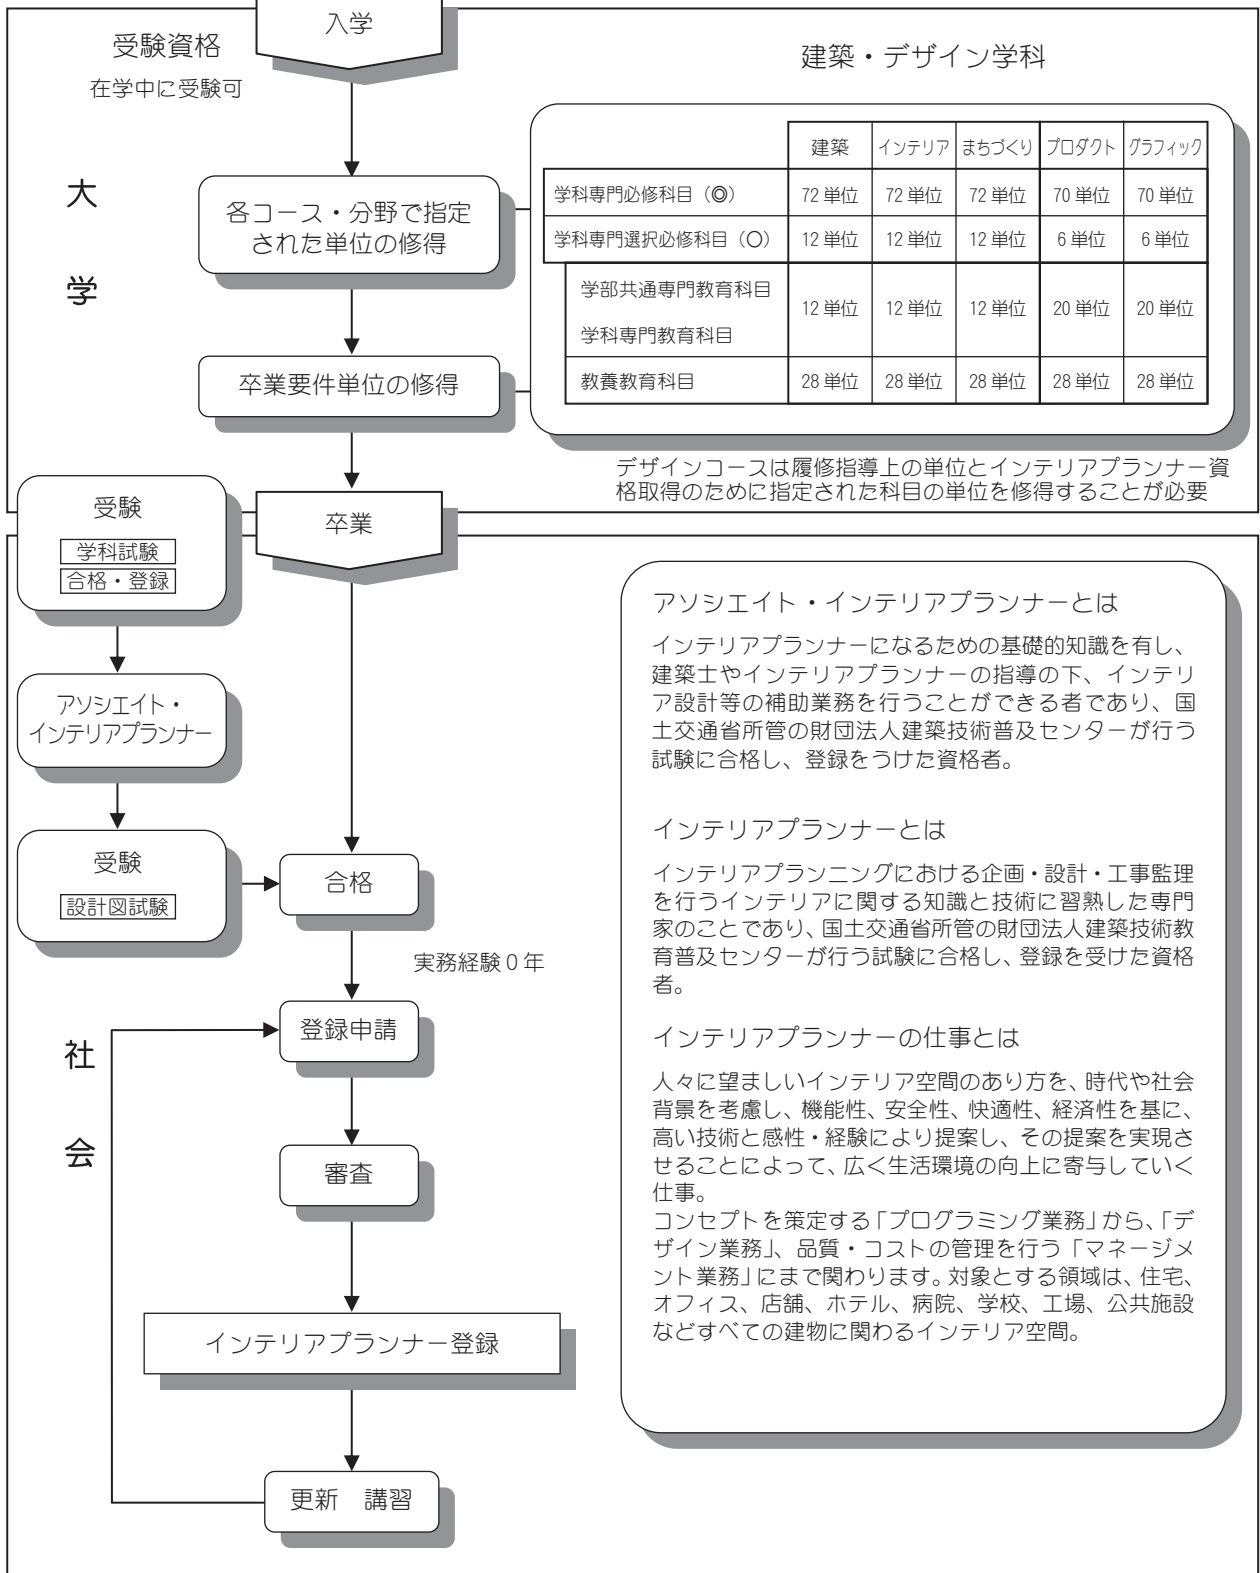 入学
受験資格
在学中に受験可
建築・デザイン学科
大
学
各コース・分野で指定
された単位の修得
卒業要件単位の修得
建築 インテリア まちづくり プロダクト グラフィック
学科専門必修科目（◎） 72単位 72単位 72単位 70単位 70単位
学科専門選択必修科目（○） 12単位 12単位 12単位 6単位 6単位
学部共通専門教育科目
学科専門教育科目
12単位 12単位 12単位 20単位 20単位
教養教育科目 28単位 28単位 28単位 28単位 28単位
デザインコースは履修指導上の単位とインテリアプランナー資
格取得のために指定された科目の単位を修得することが必要
受験
学科試験
合格・登録
卒業
アソシエイト・
インテリアプランナー
受験
設計図試験
合格
実務経験0年
登録申請
社
会
審査
インテリアプランナー登録
更新　講習
アソシエイト・インテリアプランナーとは
インテリアプランナーになるための基礎的知識を有し、
建築士やインテリアプランナーの指導の下、インテリ
ア設計等の補助業務を行うことができる者であり、国
土交通省所管の財団法人建築技術普及センターが行う
試験に合格し、登録をうけた資格者。
インテリアプランナーとは
インテリアプランニングにおける企画・設計・工事監理
を行うインテリアに関する知識と技術に習熟した専門
家のことであり、国土交通省所管の財団法人建築技術教
育普及センターが行う試験に合格し、登録を受けた資格
者。
インテリアプランナーの仕事とは
人々に望ましいインテリア空間のあり方を、時代や社会
背景を考慮し、機能性、安全性、快適性、経済性を基に、
高い技術と感性・経験により提案し、その提案を実現さ
せることによって、広く生活環境の向上に寄与していく
仕事。
コンセプトを策定する「プログラミング業務」から、「デ
ザイン業務」、品質・コストの管理を行う「マネージメ
ント業務」にまで関わります。対象とする領域は、住宅、
オフィス、店舗、ホテル、病院、学校、工場、公共施設
などすべての建物に関わるインテリア空間。